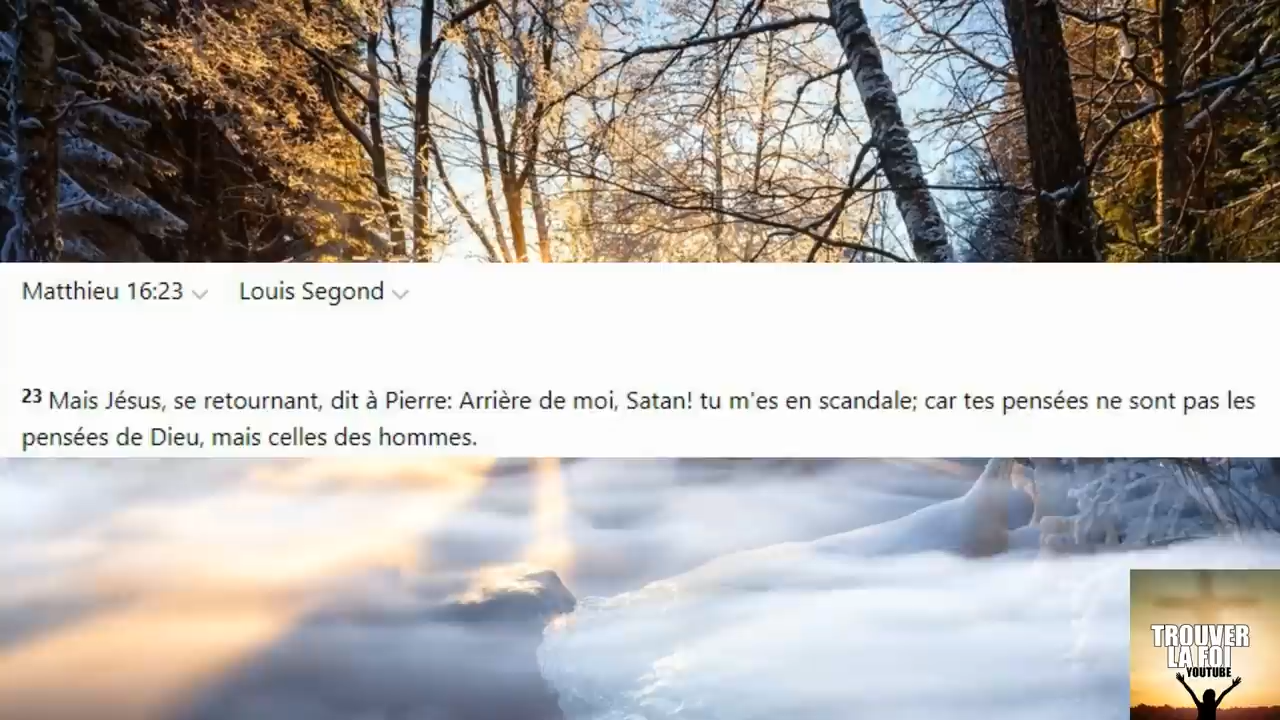 Matthieu 16:23 Louis Segond
23 Mais Jésus, se retournant, dit à Pierre: Arrière de moi, Satan! tu m'es en scandale; car tes pensées ne sont pas les
pensées de Dieu, mais celles des hommes.
TROUVER
LA FOI
YOUTUBE